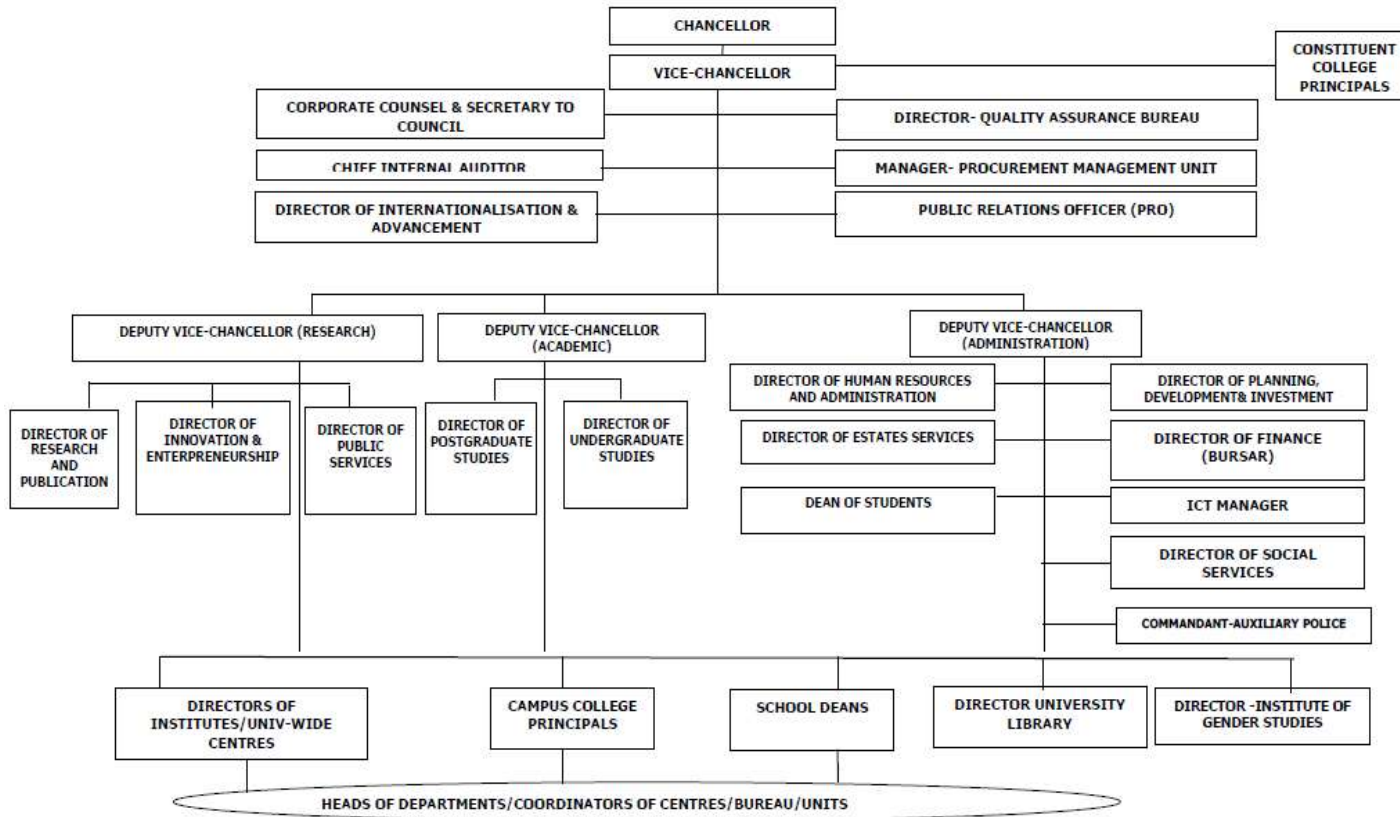 CHANCELLOR
VICE-CHANCELLOR
CONSTITUENT
COLLEGE
PRINCIPALS
CORPORATE COUNSEL & SECRETARY TO
COUNCIL
DIRECTOR- QUALITY ASSURANCE BUREAU
CHIEF INTERNAL AUDITOR
MANAGER- PROCUREMENT MANAGEMENT UNIT
DIRECTOR OF INTERNATIONALISATION &
ADVANCEMENT
PUBLIC RELATIONS OFFICER (PRO)
DEPUTY VICE-CHANCELLOR (RESEARCH)
DEPUTY VICE-CHANCELLOR
(ACADEMIC)
DEPUTY VICE-CHANCELLOR
(ADMINISTRATION)
DIRECTOR OF
RESEARCH
AND
PUBLICATION
DIRECTOR OF
INNOVATION &
ENTERPRENEURSHIP
DIRECTOR OF
PUBLIC
SERVICES
DIRECTOR OF
POSTGRADUATE
STUDIES
DIRECTOR OF
UNDERGRADUATE
STUDIES
DIRECTOR OF HUMAN RESOURCES
AND ADMINISTRATION
DIRECTOR OF PLANNING,
DEVELOPMENT& INVESTMENT
DIRECTOR OF ESTATES SERVICES
DIRECTOR OF FINANCE
(BURSAR)
DEAN OF STUDENTS
ICT MANAGER
DIRECTOR OF SOCIAL
SERVICES
COMMANDANT-AUXILIARY POLICE
DIRECTORS OF
INSTITUTES/UNIV-WIDE
CENTRES
CAMPUS COLLEGE
PRINCIPALS
SCHOOL DEANS
DIRECTOR UNIVERSITY
LIBRARY
DIRECTOR -INSTITUTE OF
GENDER STUDIES
HEADS OF DEPARTMENTS/COORDINATORS OF CENTRES/BUREAU/UNITS